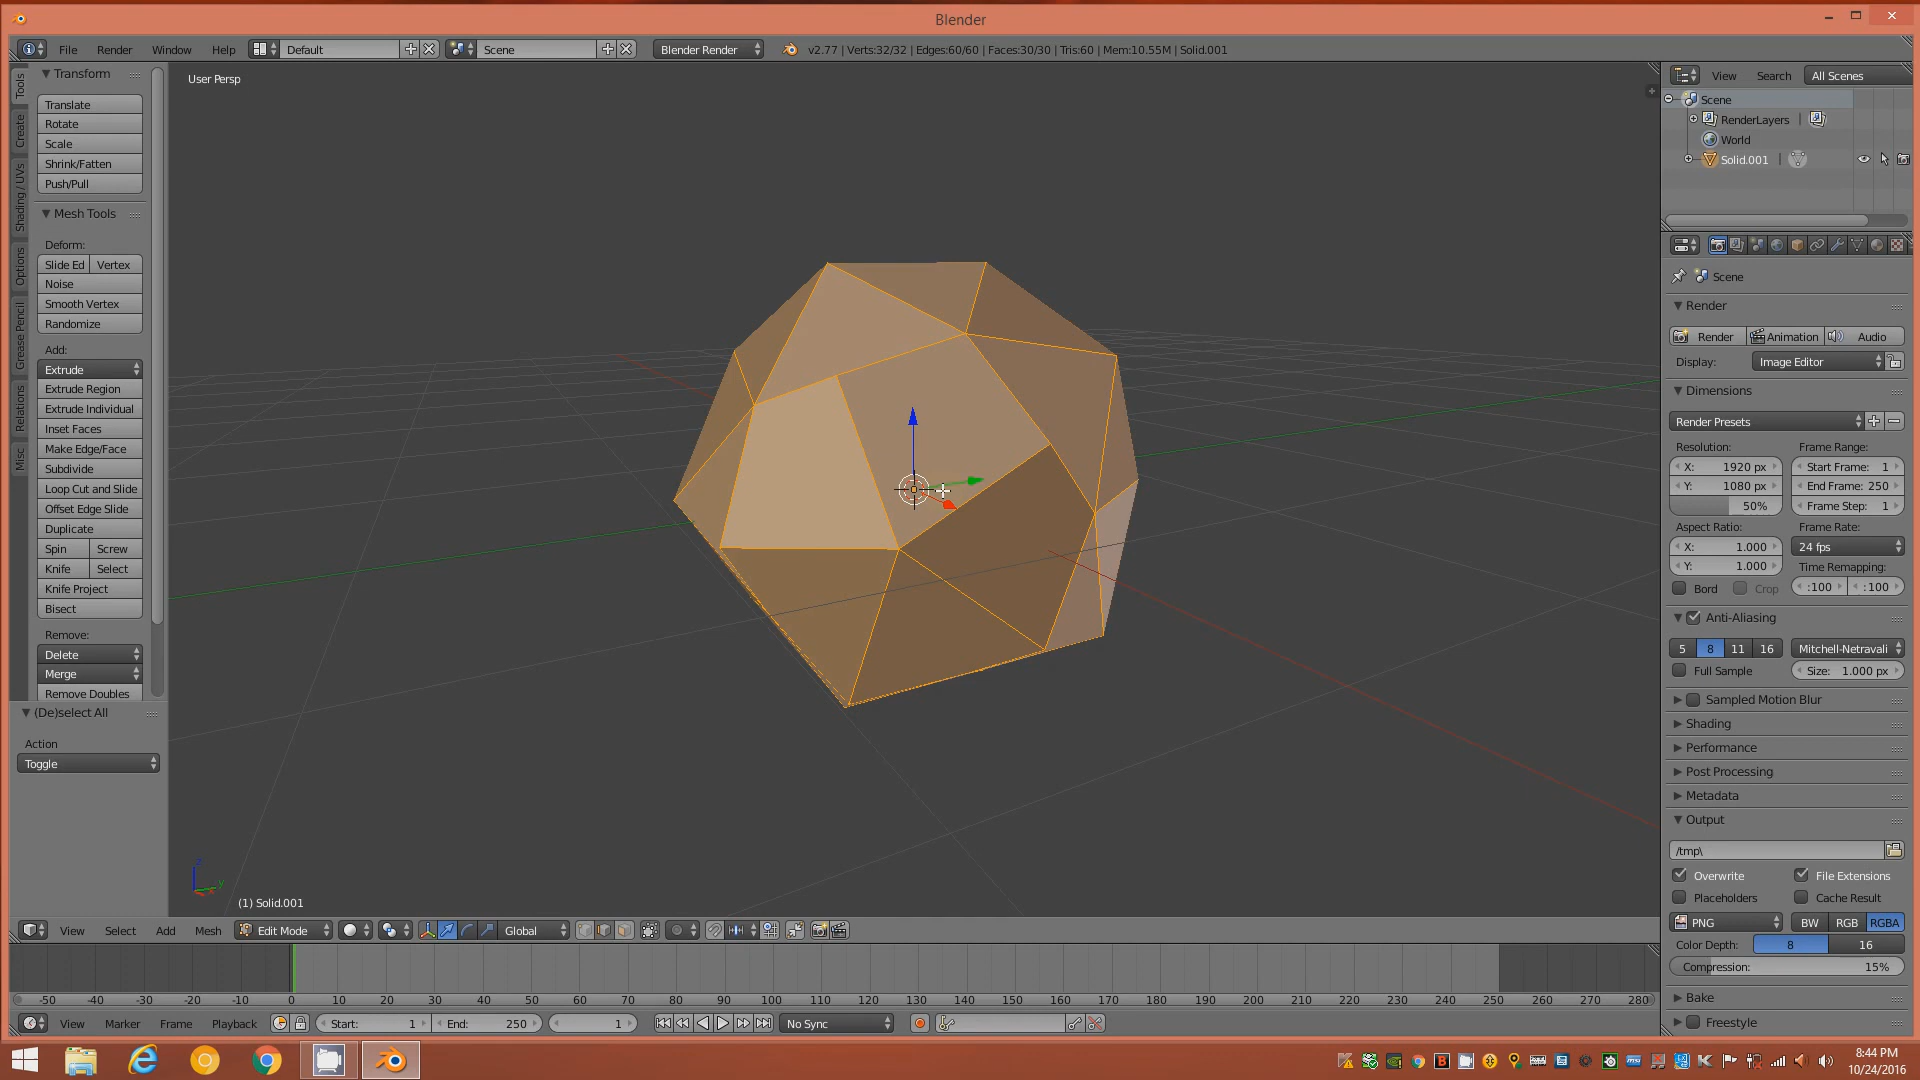 Blender
File Render Window Help Default Scene Blender Render v2.77 | Verts:32/32 | Edges:60/60 | Faces:30/30 | Tris:60 | Mem:10.55M | Solid.001
Tools
Create
Shading / UVs
Options
Grease Pencil
Relations
Misc
Transform
Translate
Rotate
Scale
Shrink/Fatten
Push/Pull
Mesh Tools
Deform:
Slide Ed Vertex
Noise
Smooth Vertex
Randomize
Add:
Extrude
Extrude Region
Extrude Individual
Inset Faces
Make Edge/Face
Subdivide
Loop Cut and Slide
Offset Edge Slide
Duplicate
Spin Screw
Knife Select
Knife Project
Bisect
Remove:
Delete
Merge
Remove Doubles
(De)select All
Action
Toggle
User Persp
z
y
(1) Solid.001
View Select Add Mesh Edit Mode Global
-50 -40 -30 -20 -10 0 10 20 30 40 50 60 70 80 90 100 110 120 130 140 150 160 170 180 190 200 210 220 230 240 250 260 270 280
View Marker Frame Playback Start: 1 End: 250 1 No Sync
View Search All Scenes
Scene
RenderLayers
World
Solid.001
Scene
Render
Render Animation Audio
Display: Image Editor
Dimensions
Render Presets
Resolution: Frame Range:
X: 1920 px Start Frame: 1
Y: 1080 px End Frame: 250
50% Frame Step: 1
Aspect Ratio: Frame Rate:
X: 1.000 24 fps
Y: 1.000 Time Remapping:
Bord Crop :100 :100
Anti-Aliasing
5 8 11 16 Mitchell-Netravali
Full Sample Size: 1.000 px
Sampled Motion Blur
Shading
Performance
Post Processing
Metadata
Output
/tmp\
Overwrite File Extensions
Placeholders Cache Result
PNG BW RGB RGBA
Color Depth: 8 16
Compression: 15%
Bake
Freestyle
8:44 PM
10/24/2016